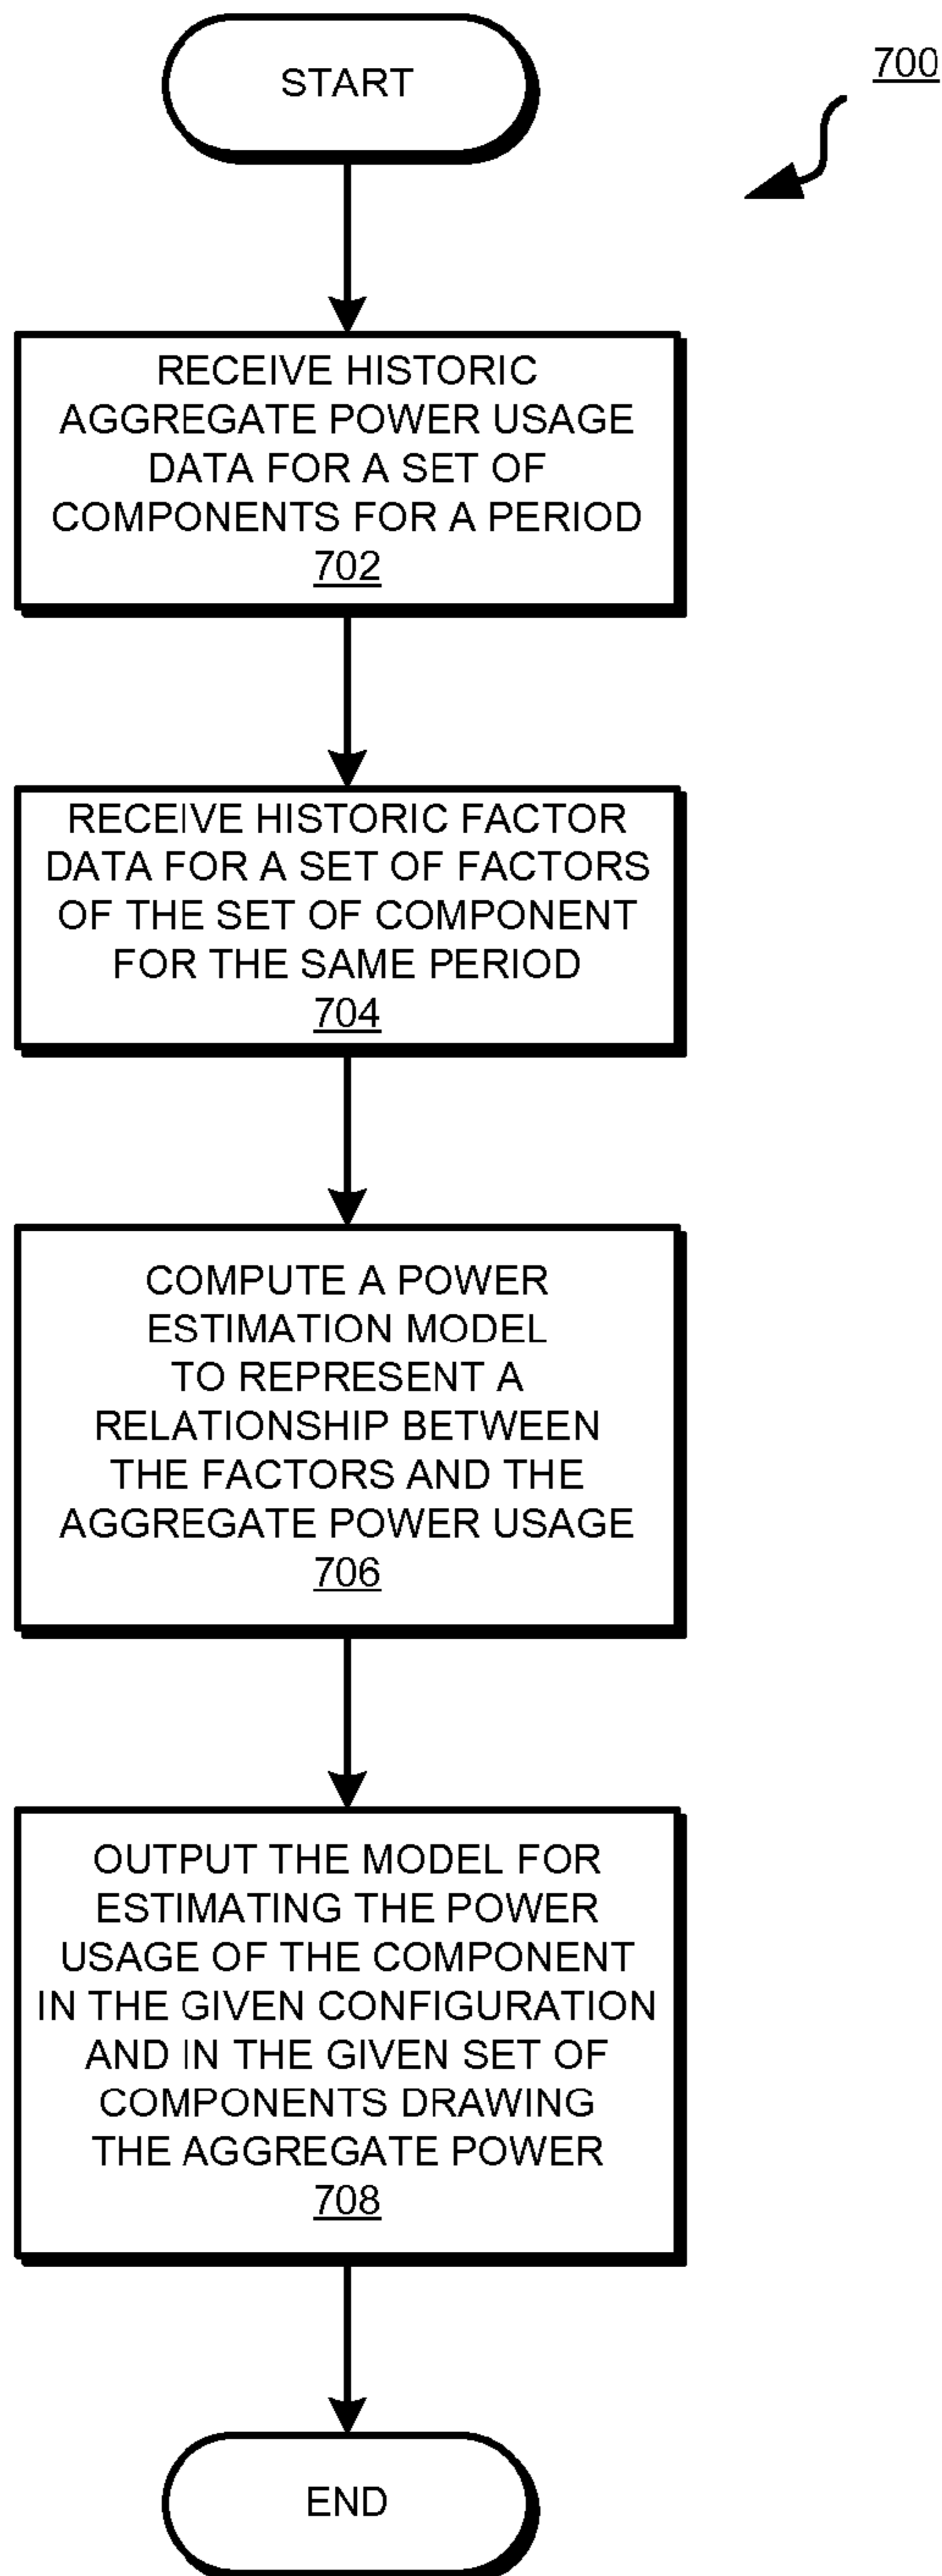 START
700
RECEIVE HISTORIC
AGGREGATE POWER USAGE
DATA FOR A SET OF
COMPONENTS FOR A PERIOD
702
RECEIVE HISTORIC FACTOR
DATA FOR A SET OF FACTORS
OF THE SET OF COMPONENT
FOR THE SAME PERIOD
704
COMPUTE A POWER
ESTIMATION MODEL
TO REPRESENT A
RELATIONSHIP BETWEEN
THE FACTORS AND THE
AGGREGATE POWER USAGE
706
OUTPUT THE MODEL FOR
ESTIMATING THE POWER
USAGE OF THE COMPONENT
IN THE GIVEN CONFIGURATION
AND IN THE GIVEN SET OF
COMPONENTS DRAWING
THE AGGREGATE POWER
708
END